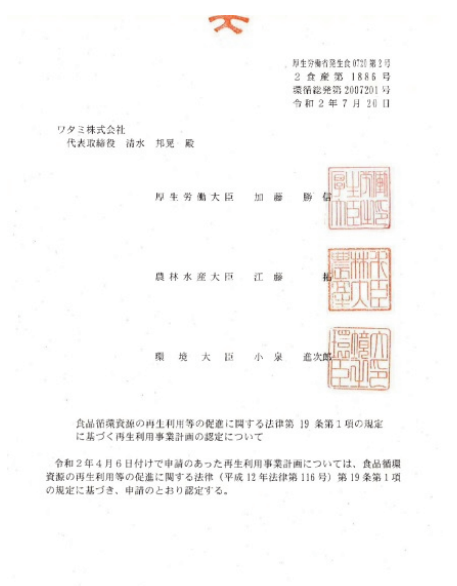 厚生労働省発生食0720第2号
2食産第1886号
環循総発第2007201号
令和2年7月20日
ワタミ株式会社
代表取締役 清水 邦晃 殿
厚生労働大臣 加藤 勝信
農林水産大臣 江藤 拓
環境大臣 小泉 進次郎
食品循環資源の再生利用等の促進に関する法律第 19 条第1項の規定
に基づく再生利用事業計画の認定について
令和2年4月6日付けで申請のあった再生利用事業計画については、食品循環
資源の再生利用等の促進に関する法律（平成12年法律第116号）第19条第1項
の規定に基づき、申請のとおり認定する。